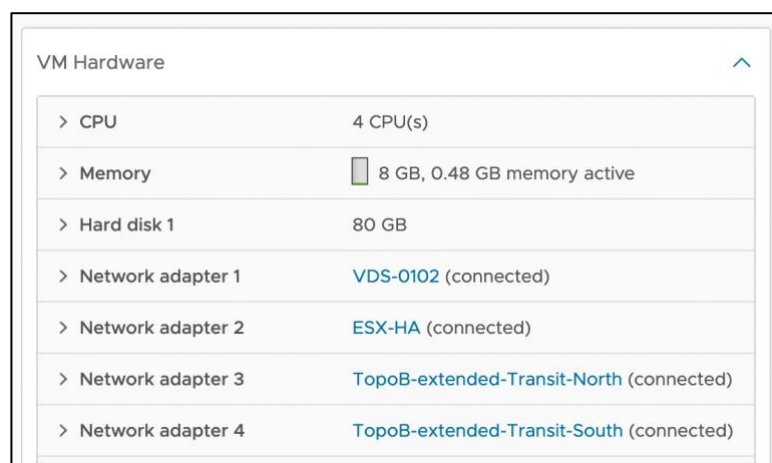 VM Hardware
CPU 4 CPU(s)
Memory 8 GB, 0.48 GB memory active
Hard disk 1 80 GB
Network adapter 1 VDS-0102 (connected)
Network adapter 2 ESX-HA (connected)
Network adapter 3 TopoB-extended-Transit-North (connected)
Network adapter 4 TopoB-extended-Transit-South (connected)